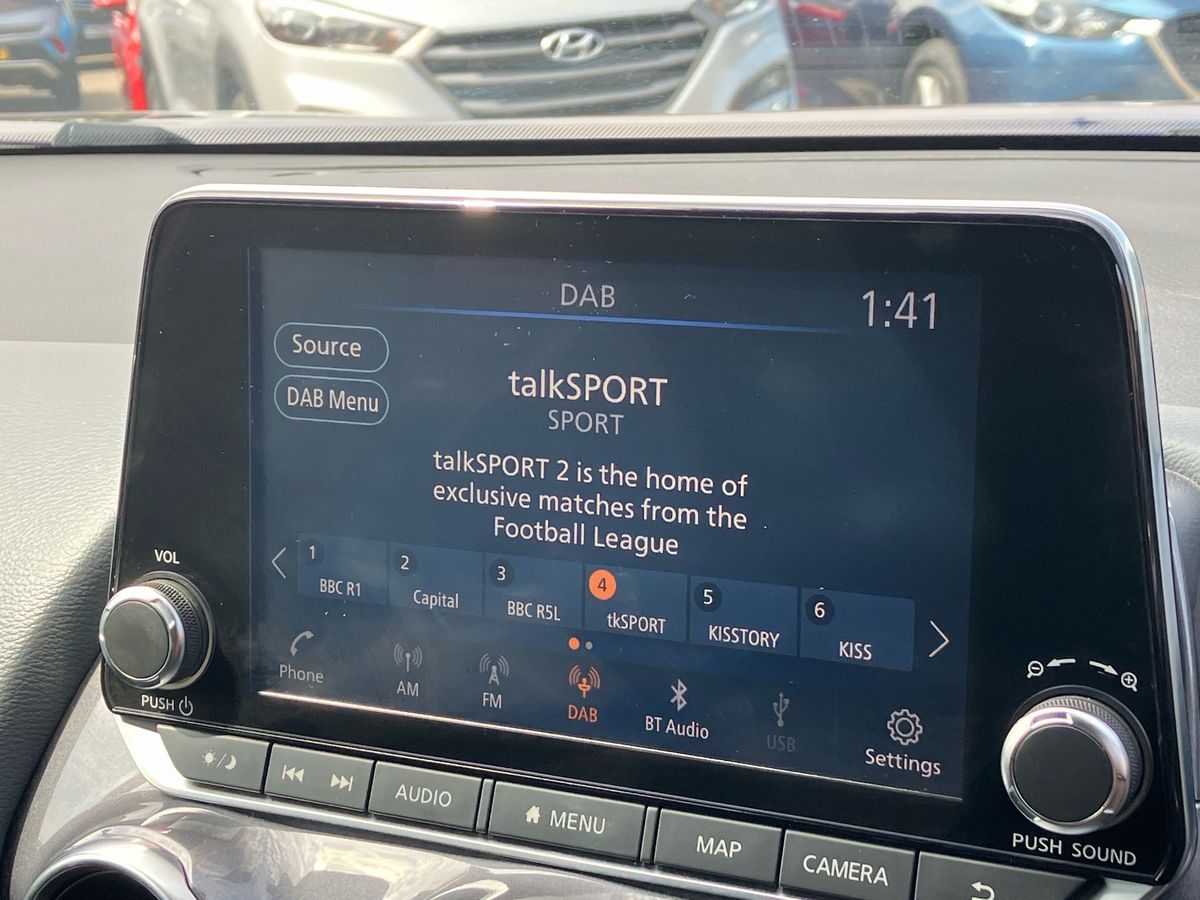 DAB
1:41
Source
DAB Menu
talkSPORT
SPORT
talkSPORT 2 is the home of
exclusive matches from the
Football League
1
BBC R1
2
Capital
3
BBC R5L
4
tkSPORT
5
KISSTORY
6
KISS
Phone
AM
FM
DAB
BT Audio
USB
Settings
VOL
PUSH
PUSH SOUND
AUDIO
MENU
MAP
CAMERA